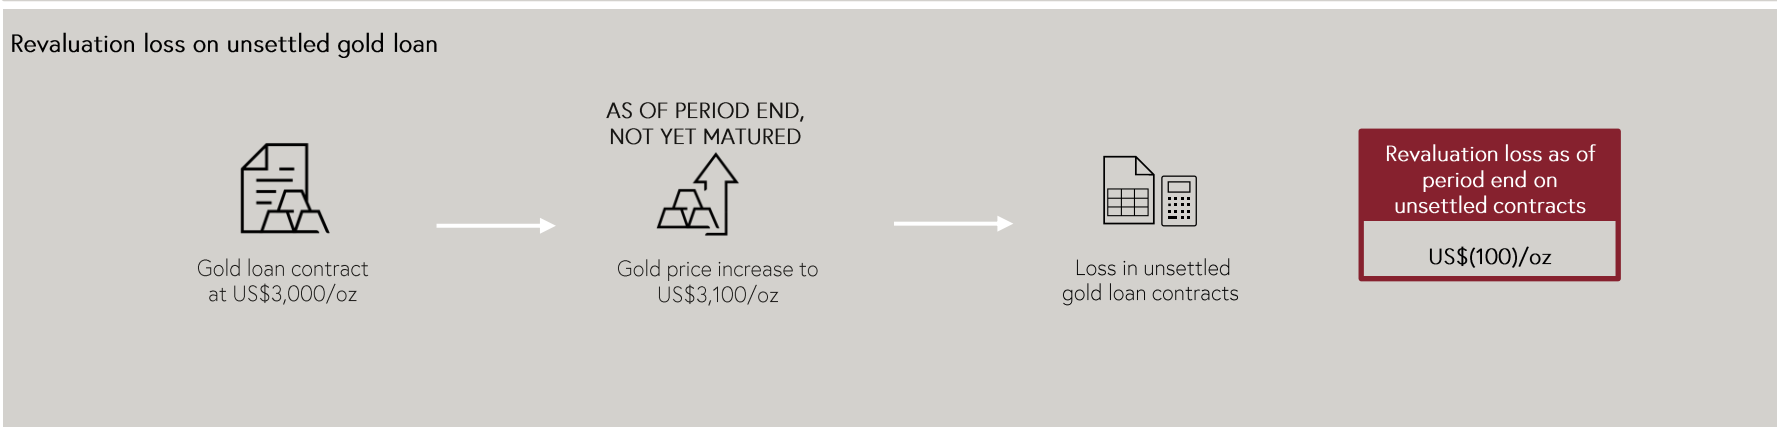 Revaluation loss on unsettled gold loan
AS OF PERIOD END,
NOT YET MATURED
Gold loan contract
at US$3,000/oz
Gold price increase to
US$3,100/oz
Loss in unsettled
gold loan contracts
Revaluation loss as of
period end on
unsettled contracts
US$(100)/oz